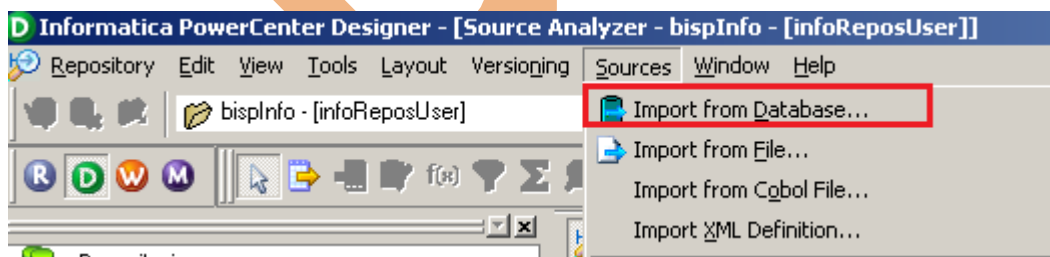 D Informatica PowerCenter Designer - [Source Analyzer - bispInfo - [infoReposUser]]
Repository Edit View Tools Layout Versioning Sources Window Help
bispInfo - [infoReposUser]
Import from Database...
Import from File...
R D W M f(x)
Import from Cobol File...
Import XML Definition...